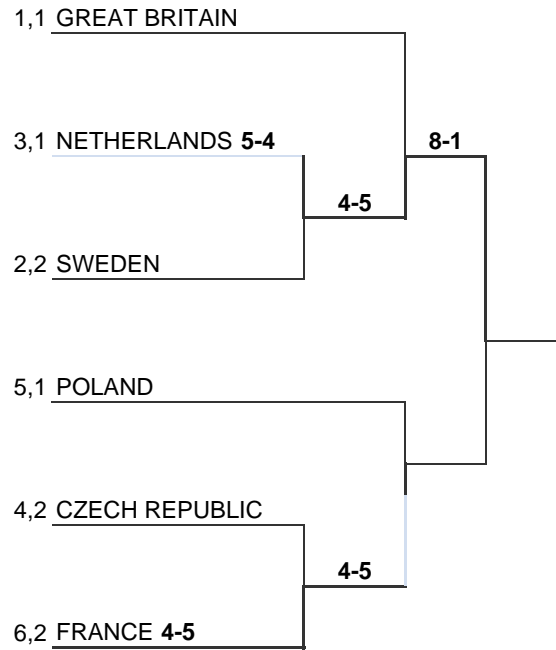 1,1 GREAT BRITAIN
3,1 NETHERLANDS 5-4
8-1
4-5
2,2 SWEDEN
5,1 POLAND
4,2 CZECH REPUBLIC
4-5
6,2 FRANCE 4-5